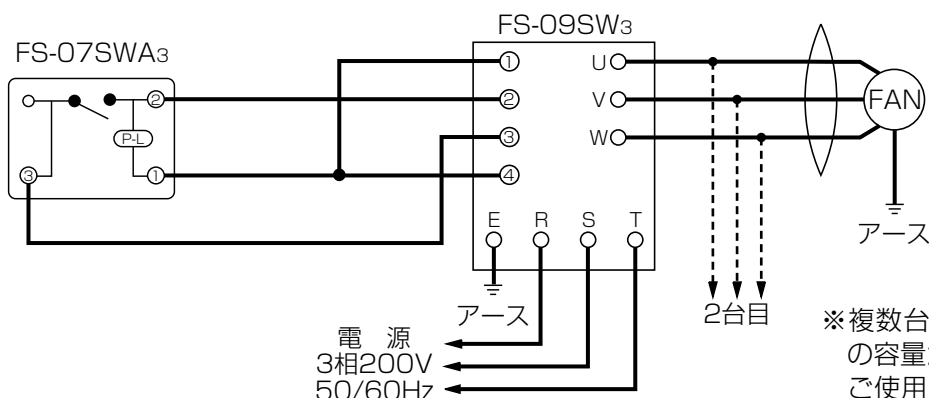 FS-09SW3
FS-07SWA3
① U
② P-L ② V FAN
③ ③ W
① ④
E R S T
アース
アース
2台目
電 源
3相200V
50/60Hz
※複数台
の容量
ご使用